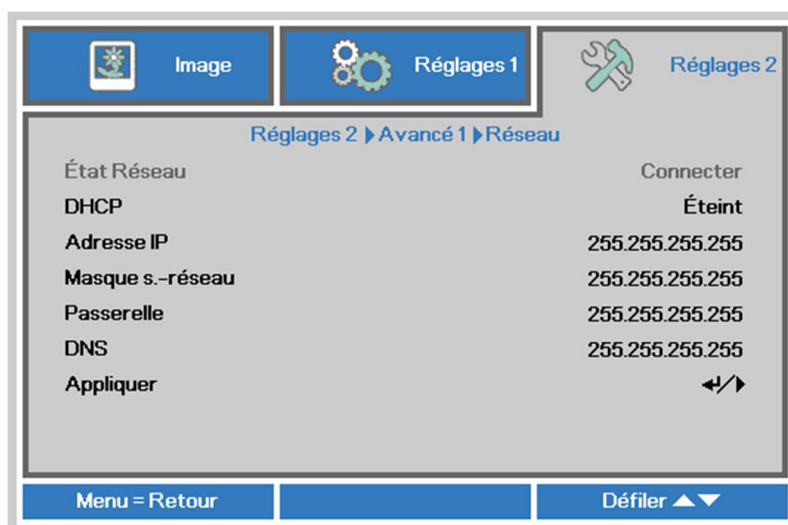 Image
Réglages 1
Réglages 2
Réglages 2 ▶ Avancé 1 ▶ Réseau
État Réseau Connecter
DHCP Éteint
Adresse IP 255.255.255.255
Masque s.-réseau 255.255.255.255
Passerelle 255.255.255.255
DNS 255.255.255.255
Appliquer ↵/▶
Menu = Retour
Défiler ▲▼